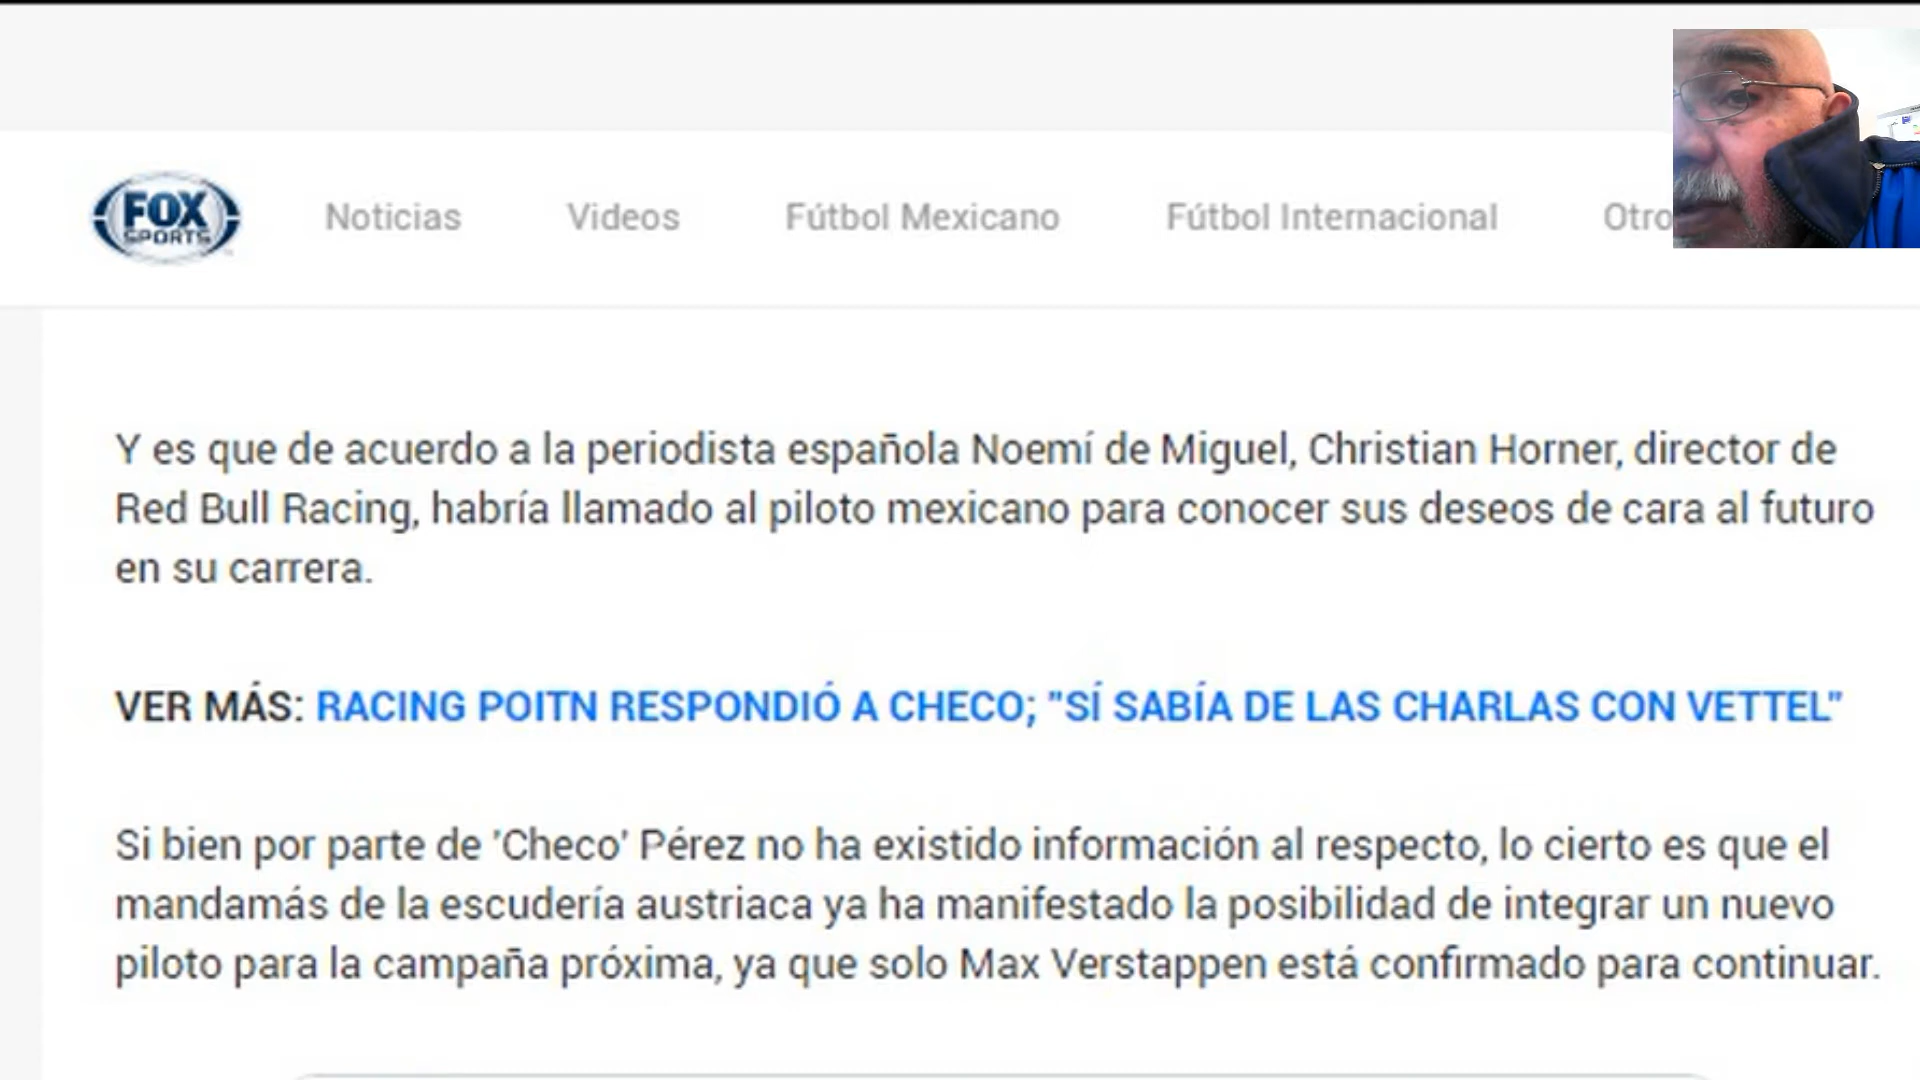 FOX
SPORTS
Noticias
Videos
Fútbol Mexicano
Fútbol Internacional
Otro
Y es que de acuerdo a la periodista española Noemí de Miguel, Christian Horner, director de
Red Bull Racing, habría llamado al piloto mexicano para conocer sus deseos de cara al futuro
en su carrera.
VER MÁS: RACING POITN RESPONDIÓ A CHECO; "SÍ SABÍA DE LAS CHARLAS CON VETTEL"
Si bien por parte de 'Checo' Pérez no ha existido información al respecto, lo cierto es que el
mandamás de la escudería austriaca ya ha manifestado la posibilidad de integrar un nuevo
piloto para la campaña próxima, ya que solo Max Verstappen está confirmado para continuar.